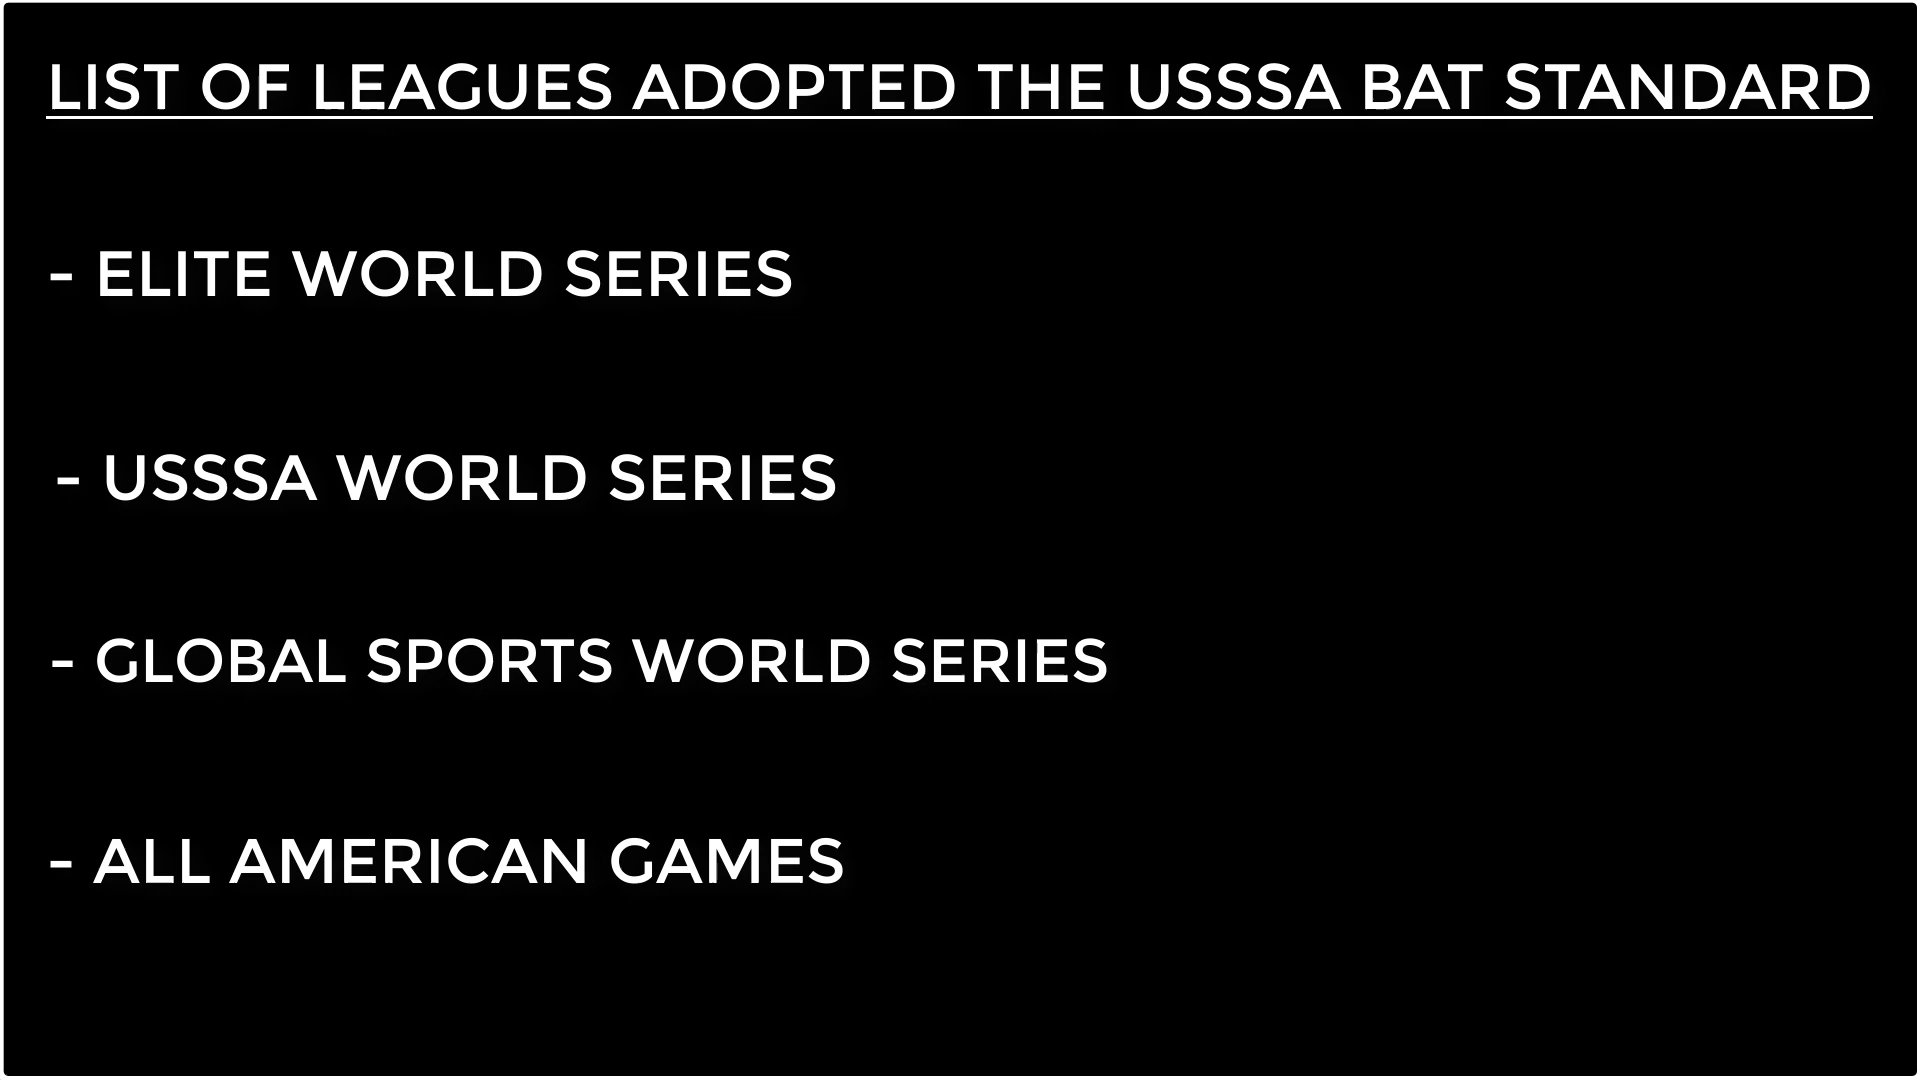 LIST OF LEAGUES ADOPTED THE USSSA BAT STANDARD
- ELITE WORLD SERIES
- USSSA WORLD SERIES
- GLOBAL SPORTS WORLD SERIES
- ALL AMERICAN GAMES